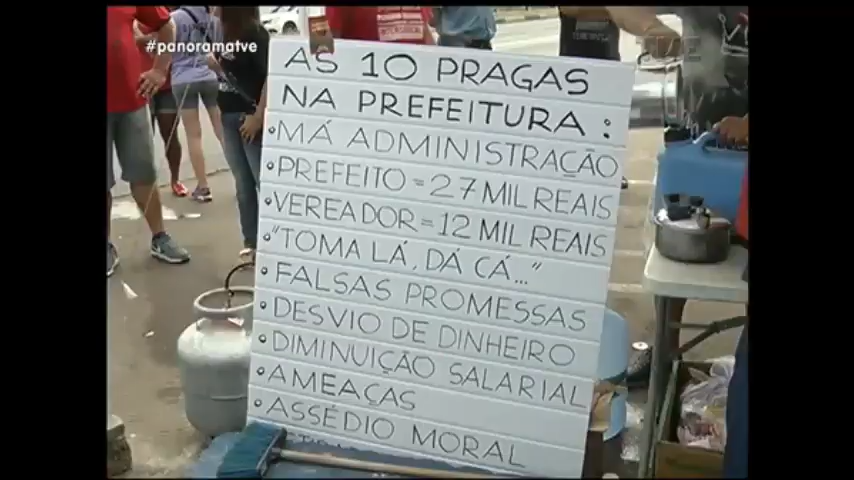 #panoramatve
TVE
AS 10 PRAGAS
NA PREFEITURA:
•MÁ ADMINISTRAÇÃO
•PREFEITO = 27 MIL REAIS
•VEREADOR = 12 MIL REAIS
•"TOMA LÁ, DÁ CÁ..."
•FALSAS PROMESSAS
•DESVIO DE DINHEIRO
•DIMINUIÇÃO SALARIAL
•AMEAÇAS
•ASSÉDIO MORAL